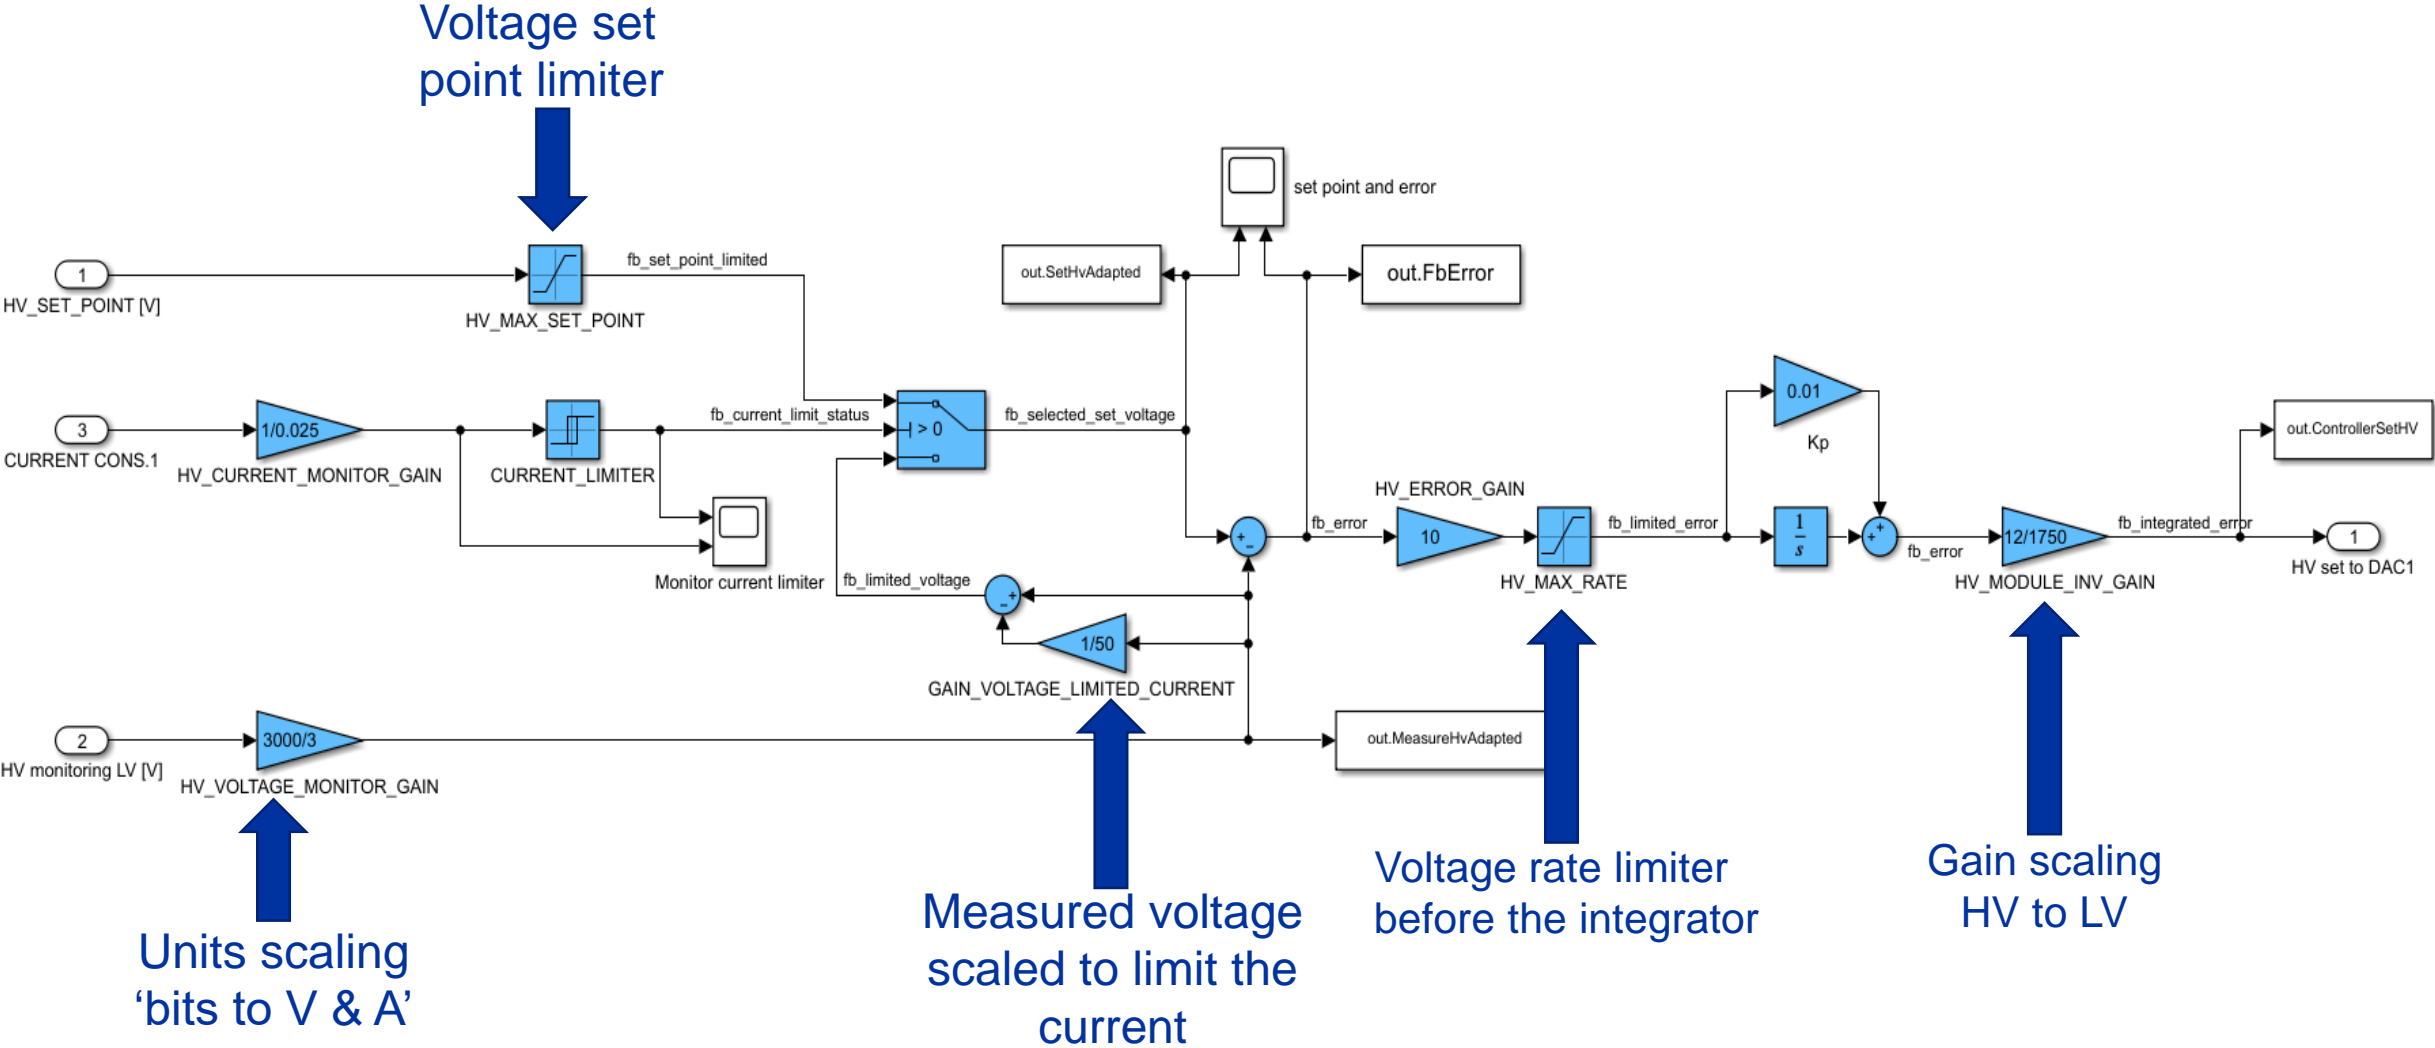 Voltage set
point limiter
set point and error
fb_set_point_limited
out.SetHvAdapted
out.FbError
1
HV_SET_POINT [V]
HV_MAX_SET_POINT
0.01
Kp
3
1/0.025
fb_current_limit_status
> 0
fb_selected_set_voltage
out.ControllerSetHV
CURRENT CONS.1
HV_CURRENT_MONITOR_GAIN
CURRENT_LIMITER
HV_ERROR_GAIN
+
−
fb_error
10
fb_limited_error
1
s
+
+
fb_error
12/1750
fb_integrated_error
1
HV set to DAC1
Monitor current limiter
fb_limited_voltage
HV_MAX_RATE
HV_MODULE_INV_GAIN
−
+
1/50
GAIN_VOLTAGE_LIMITED_CURRENT
2
3000/3
out.MeasureHvAdapted
HV monitoring LV [V]
HV_VOLTAGE_MONITOR_GAIN
Units scaling
‘bits to V & A’
Measured voltage
scaled to limit the
current
Voltage rate limiter
before the integrator
Gain scaling
HV to LV